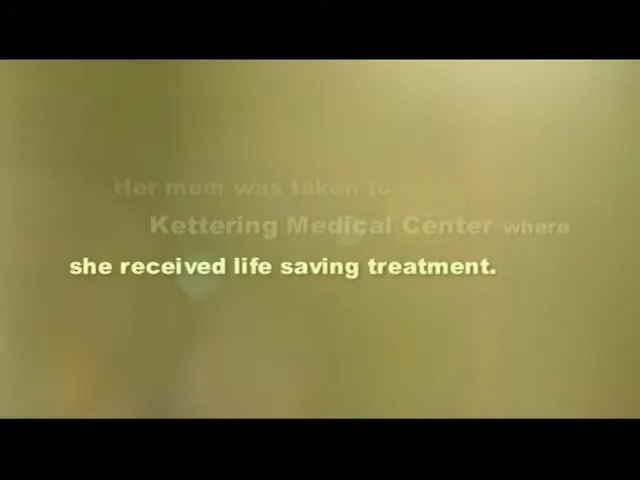 Her mom was taken to
Kettering Medical Center where
she received life saving treatment.